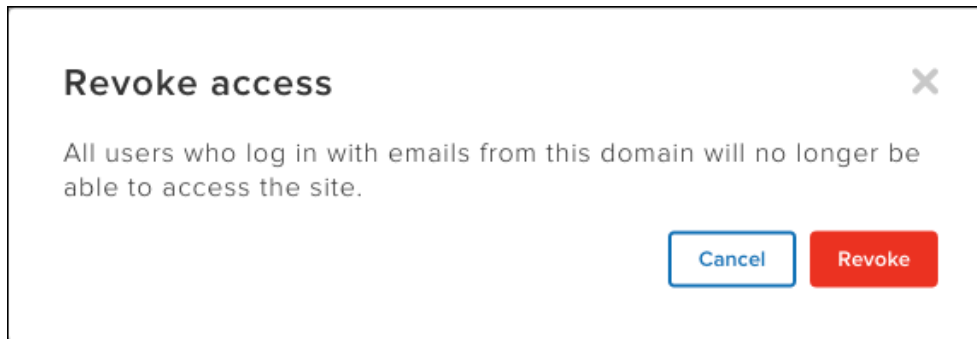 Revoke access
All users who log in with emails from this domain will no longer be
able to access the site.
Cancel
Revoke